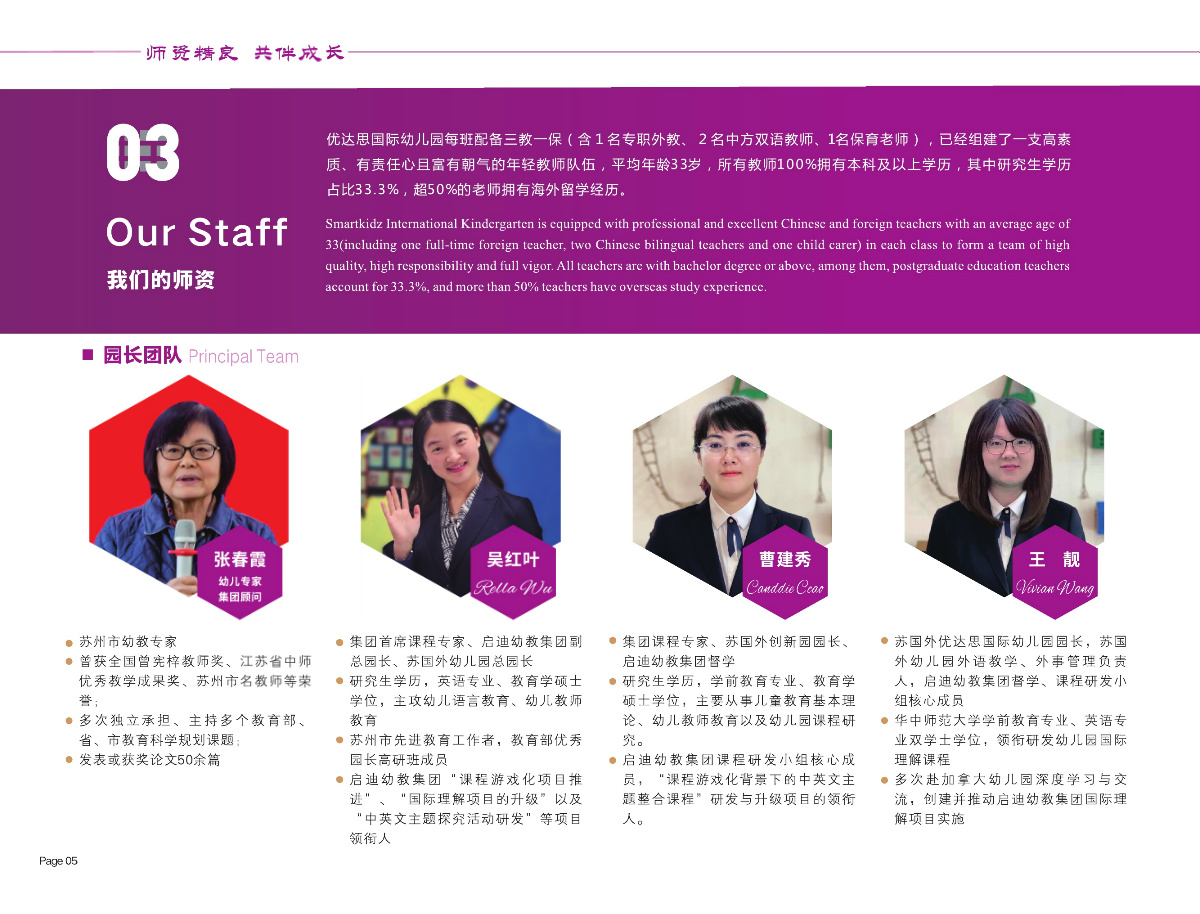 师资精良 共伴成长
03
Our Staff
我们的师资
优达思国际幼儿园每班配备三教一保（含１名专职外教、２名中方双语教师、1名保育老师），已经组建了一支高素
质、有责任心且富有朝气的年轻教师队伍，平均年龄33岁，所有教师100%拥有本科及以上学历，其中研究生学历
占比33.3%，超50%的老师拥有海外留学经历。
Smartkidz International Kindergarten is equipped with professional and excellent Chinese and foreign teachers with an average age of
33(including one full-time foreign teacher, two Chinese bilingual teachers and one child carer) in each class to form a team of high
quality, high responsibility and full vigor. All teachers are with bachelor degree or above, among them, postgraduate education teachers
account for 33.3%, and more than 50% teachers have overseas study experience.
■ 园长团队 Principal Team
张春霞
幼儿专家
集团顾问
苏州市幼教专家
曾获全国曾宪梓教师奖、江苏省中师
优秀教学成果奖、苏州市名教师等荣
誉；
多次独立承担、主持多个教育部、
省、市教育科学规划课题；
发表或获奖论文50余篇
吴红叶
Rella Wu
集团首席课程专家、启迪幼教集团副
总园长、苏国外幼儿园总园长
研究生学历，英语专业、教育学硕士
学位，主攻幼儿语言教育、幼儿教师
教育
苏州市先进教育工作者，教育部优秀
园长高研班成员
启迪幼教集团“课程游戏化项目推
进”、“国际理解项目的升级”以及
“中英文主题探究活动研发”等项目
领衔人
曹建秀
Canddie Ccao
集团课程专家、苏国外创新园园长、
启迪幼教集团督学
研究生学历，学前教育专业、教育学
硕士学位，主要从事儿童教育基本理
论、幼儿教师教育以及幼儿园课程研
究。
启迪幼教集团课程研发小组核心成
员，“课程游戏化背景下的中英文主
题整合课程”研发与升级项目的领衔
人。
王 靓
Vivian Wang
苏国外优达思国际幼儿园园长，苏国
外幼儿园外语教学、外事管理负责
人，启迪幼教集团督学、课程研发小
组核心成员
华中师范大学学前教育专业、英语专
业双学士学位，领衔研发幼儿园国际
理解课程
多次赴加拿大幼儿园深度学习与交
流，创建并推动启迪幼教集团国际理
解项目实施
Page 05